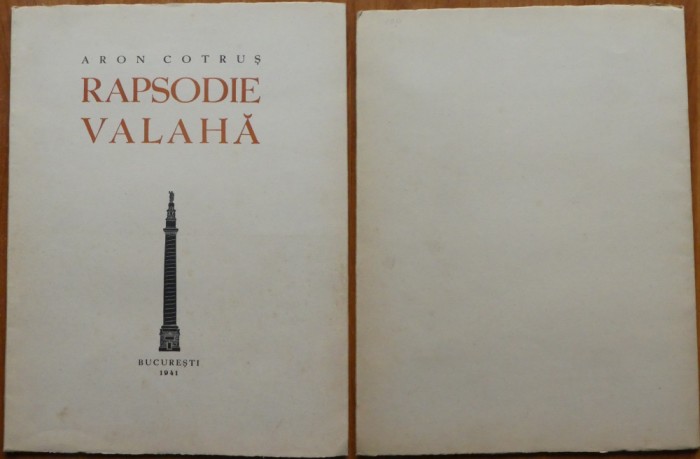 ARON COTRUȘ
RAPSODIE
VALAHĂ
BUCUREȘTI
1941